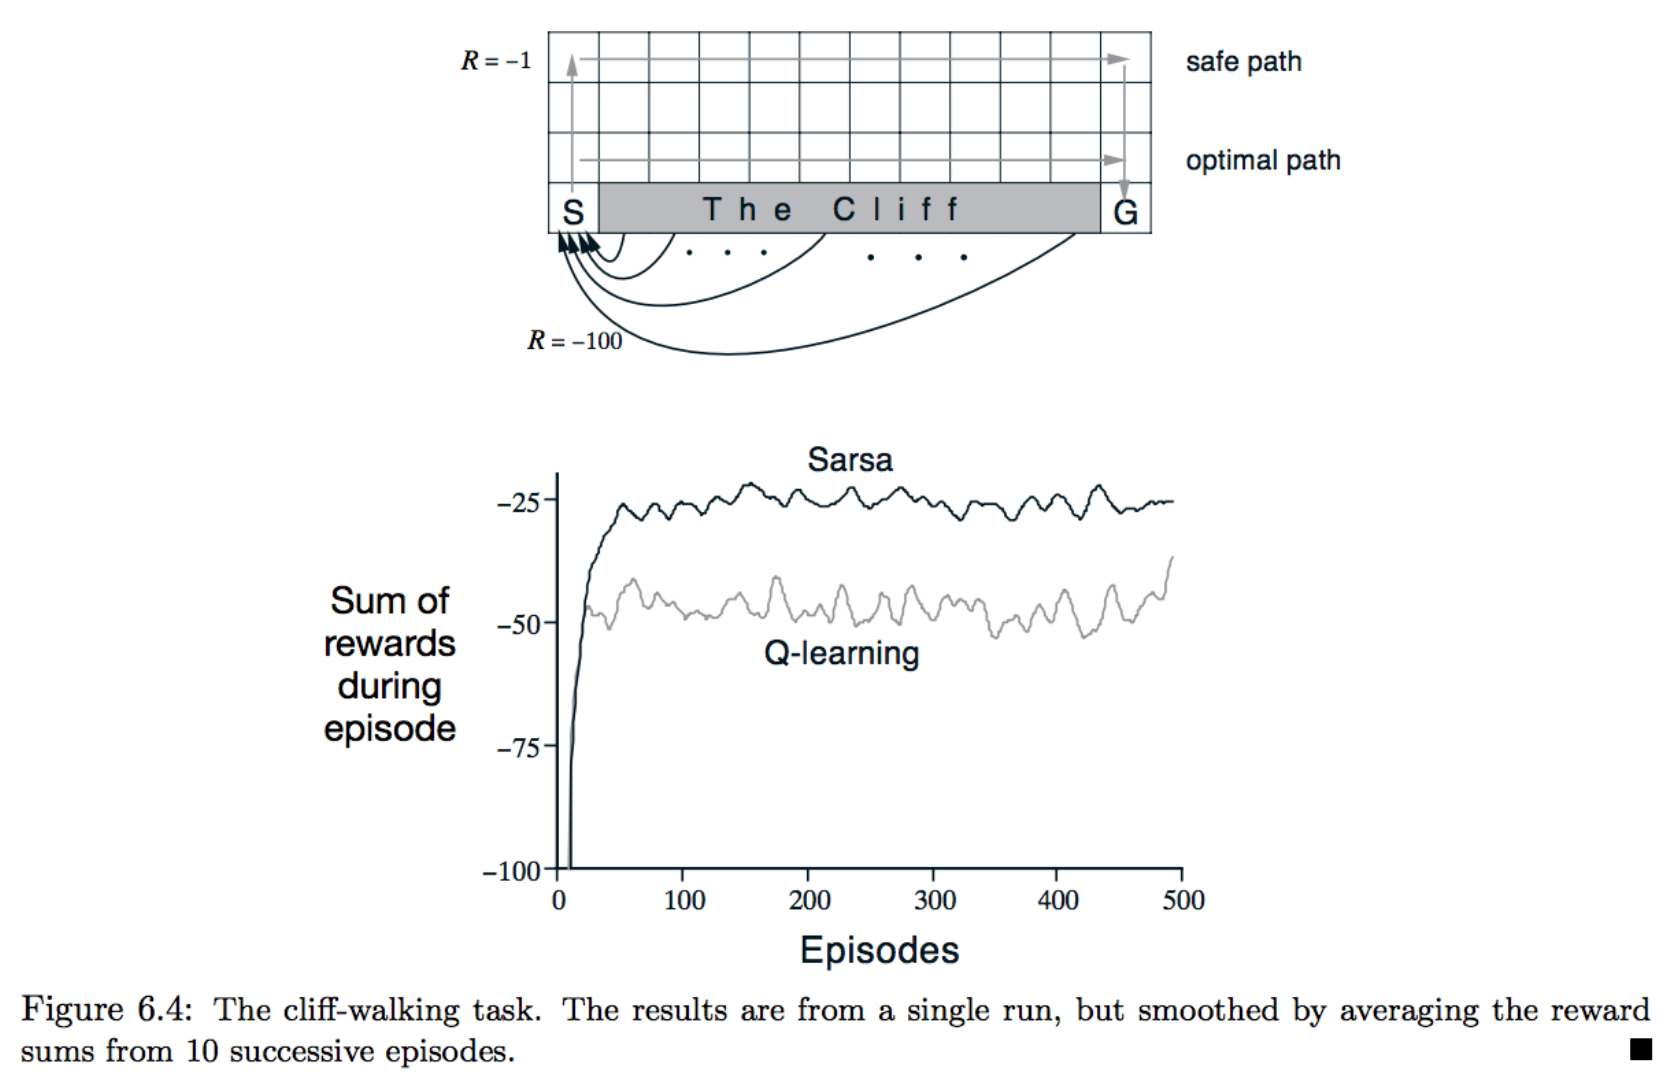 R = −1
safe path
optimal path
S
The Cliff
G
R = −100
Sarsa
−25
Sum of
rewards
during
episode
−50
Q-learning
−75
−100
0 100 200 300 400 500
Episodes
Figure 6.4: The cliff-walking task. The results are from a single run, but smoothed by averaging the reward
sums from 10 successive episodes.